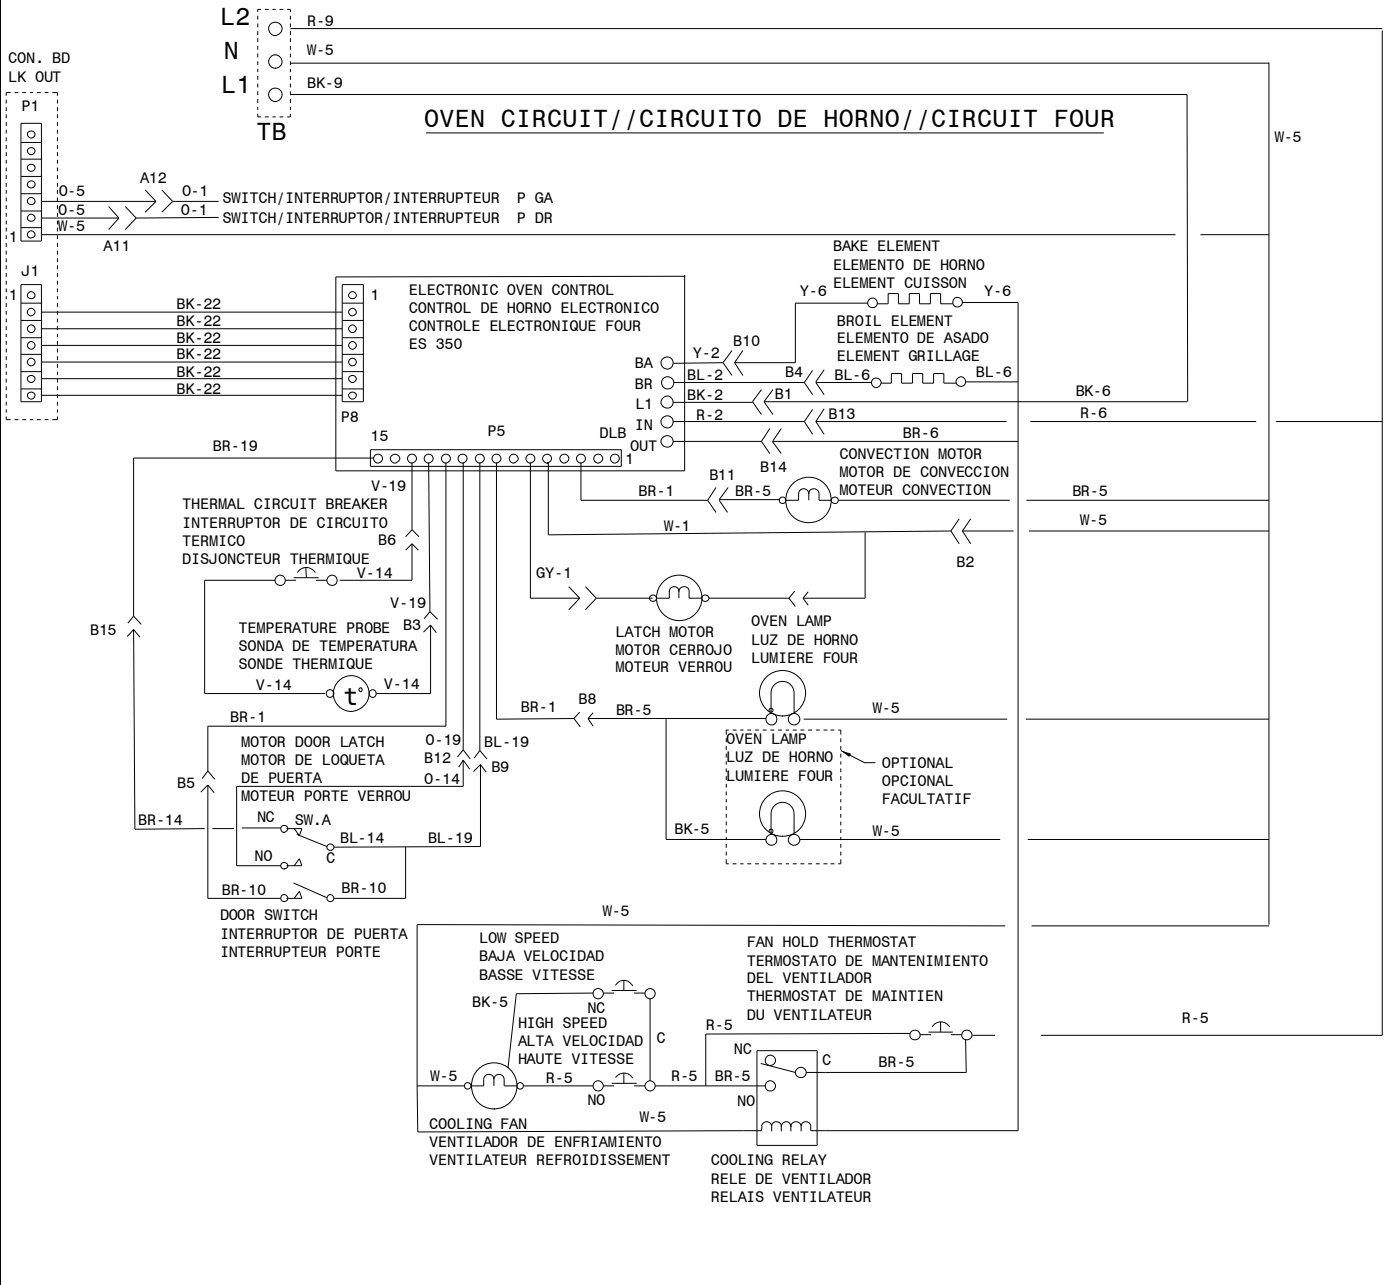 L2
R-9
N
W-5
L1
BK-9
TB
CON. BD
LK OUT
P1
OVEN CIRCUIT//CIRCUITO DE HORNO//CIRCUIT FOUR
W-5
O-5
A12
O-1
SWITCH/INTERRUPTOR/INTERRUPTEUR P GA
O-5
O-1
SWITCH/INTERRUPTOR/INTERRUPTEUR P DR
W-5
1
A11
J1
1
BK-22
BK-22
BK-22
BK-22
BK-22
BK-22
1
P8
ELECTRONIC OVEN CONTROL
CONTROL DE HORNO ELECTRONICO
CONTROLE ELECTRONIQUE FOUR
ES 350
BAKE ELEMENT
ELEMENTO DE HORNO
ELEMENT CUISSON
Y-6
Y-6
BROIL ELEMENT
ELEMENTO DE ASADO
ELEMENT GRILLAGE
BA
Y-2
B10
BR
BL-2
B4
BL-6
BL-6
L1
BK-2
B1
BK-6
IN
R-2
B13
R-6
DLB
OUT
B14
BR-6
15
P5
1
CONVECTION MOTOR
MOTOR DE CONVECCION
MOTEUR CONVECTION
BR-1
B11
BR-5
BR-5
W-1
W-5
B2
BR-19
V-19
THERMAL CIRCUIT BREAKER
INTERRUPTOR DE CIRCUITO
TERMICO
DISJONCTEUR THERMIQUE
B6
V-14
GY-1
LATCH MOTOR
MOTOR CERROJO
MOTEUR VERROU
V-19
B3
B15
TEMPERATURE PROBE
SONDA DE TEMPERATURA
SONDE THERMIQUE
V-14
t°
V-14
OVEN LAMP
LUZ DE HORNO
LUMIERE FOUR
BR-1
BR-1
B8
BR-5
W-5
OVEN LAMP
LUZ DE HORNO
LUMIERE FOUR
OPTIONAL
OPCIONAL
FACULTATIF
BK-5
W-5
MOTOR DOOR LATCH
MOTOR DE LOQUETA
DE PUERTA
MOTEUR PORTE VERROU
O-19
B12
O-14
BL-19
B9
B5
BR-14
NC
SW.A
BL-14
BL-19
C
NO
BR-10
BR-10
DOOR SWITCH
INTERRUPTOR DE PUERTA
INTERRUPTEUR PORTE
W-5
LOW SPEED
BAJA VELOCIDAD
BASSE VITESSE
BK-5
NC
HIGH SPEED
ALTA VELOCIDAD
HAUTE VITESSE
C
W-5
R-5
NO
R-5
COOLING FAN
VENTILADOR DE ENFRIAMIENTO
VENTILATEUR REFROIDISSEMENT
W-5
FAN HOLD THERMOSTAT
TERMOSTATO DE MANTENIMIENTO
DEL VENTILADOR
THERMOSTAT DE MAINTIEN
DU VENTILATEUR
R-5
R-5
NC
C
BR-5
BR-5
NO
COOLING RELAY
RELE DE VENTILADOR
RELAIS VENTILATEUR